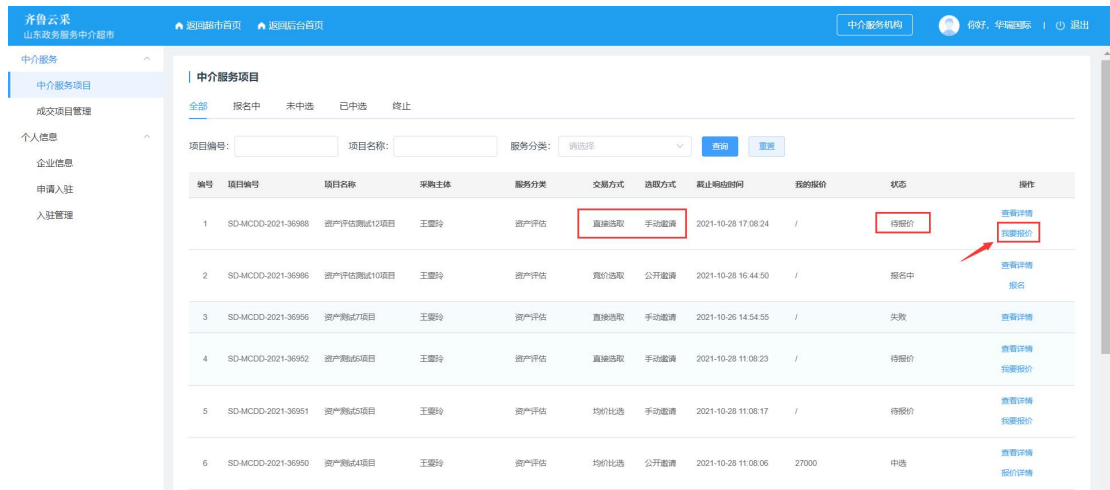 齐鲁云采
山东政务服务中介超市
返回超市首页 返回后台首页 中介服务机构 你好，华瑞国际 | 退出
中介服务
中介服务项目
成交项目管理
个人信息
企业信息
申请入驻
入驻管理
中介服务项目
全部 报名中 未中选 已中选 终止
项目编号： 项目名称： 服务分类： 请选择 查询 重置
编号 项目编号 项目名称 采购主体 服务分类 交易方式 选取方式 截止响应时间 我的报价 状态 操作
1 SD-MCDD-2021-36988 资产评估测试12项目 王雯玲 资产评估 直接选取 手动邀请 2021-10-28 17:08:24 / 待报价 查看详情
我要报价
2 SD-MCDD-2021-36986 资产评估测试10项目 王雯玲 资产评估 竞价选取 公开邀请 2021-10-28 16:44:50 / 报名中 查看详情
报名
3 SD-MCDD-2021-36956 资产测试7项目 王雯玲 资产评估 直接选取 手动邀请 2021-10-26 14:54:55 / 失败 查看详情
4 SD-MCDD-2021-36952 资产测试6项目 王雯玲 资产评估 直接选取 手动邀请 2021-10-28 11:08:23 / 待报价 查看详情
我要报价
5 SD-MCDD-2021-36951 资产测试5项目 王雯玲 资产评估 均价比选 手动邀请 2021-10-28 11:08:17 / 待报价 查看详情
我要报价
6 SD-MCDD-2021-36950 资产测试4项目 王雯玲 资产评估 均价比选 公开邀请 2021-10-28 11:08:06 27000 中选 查看详情
报价详情